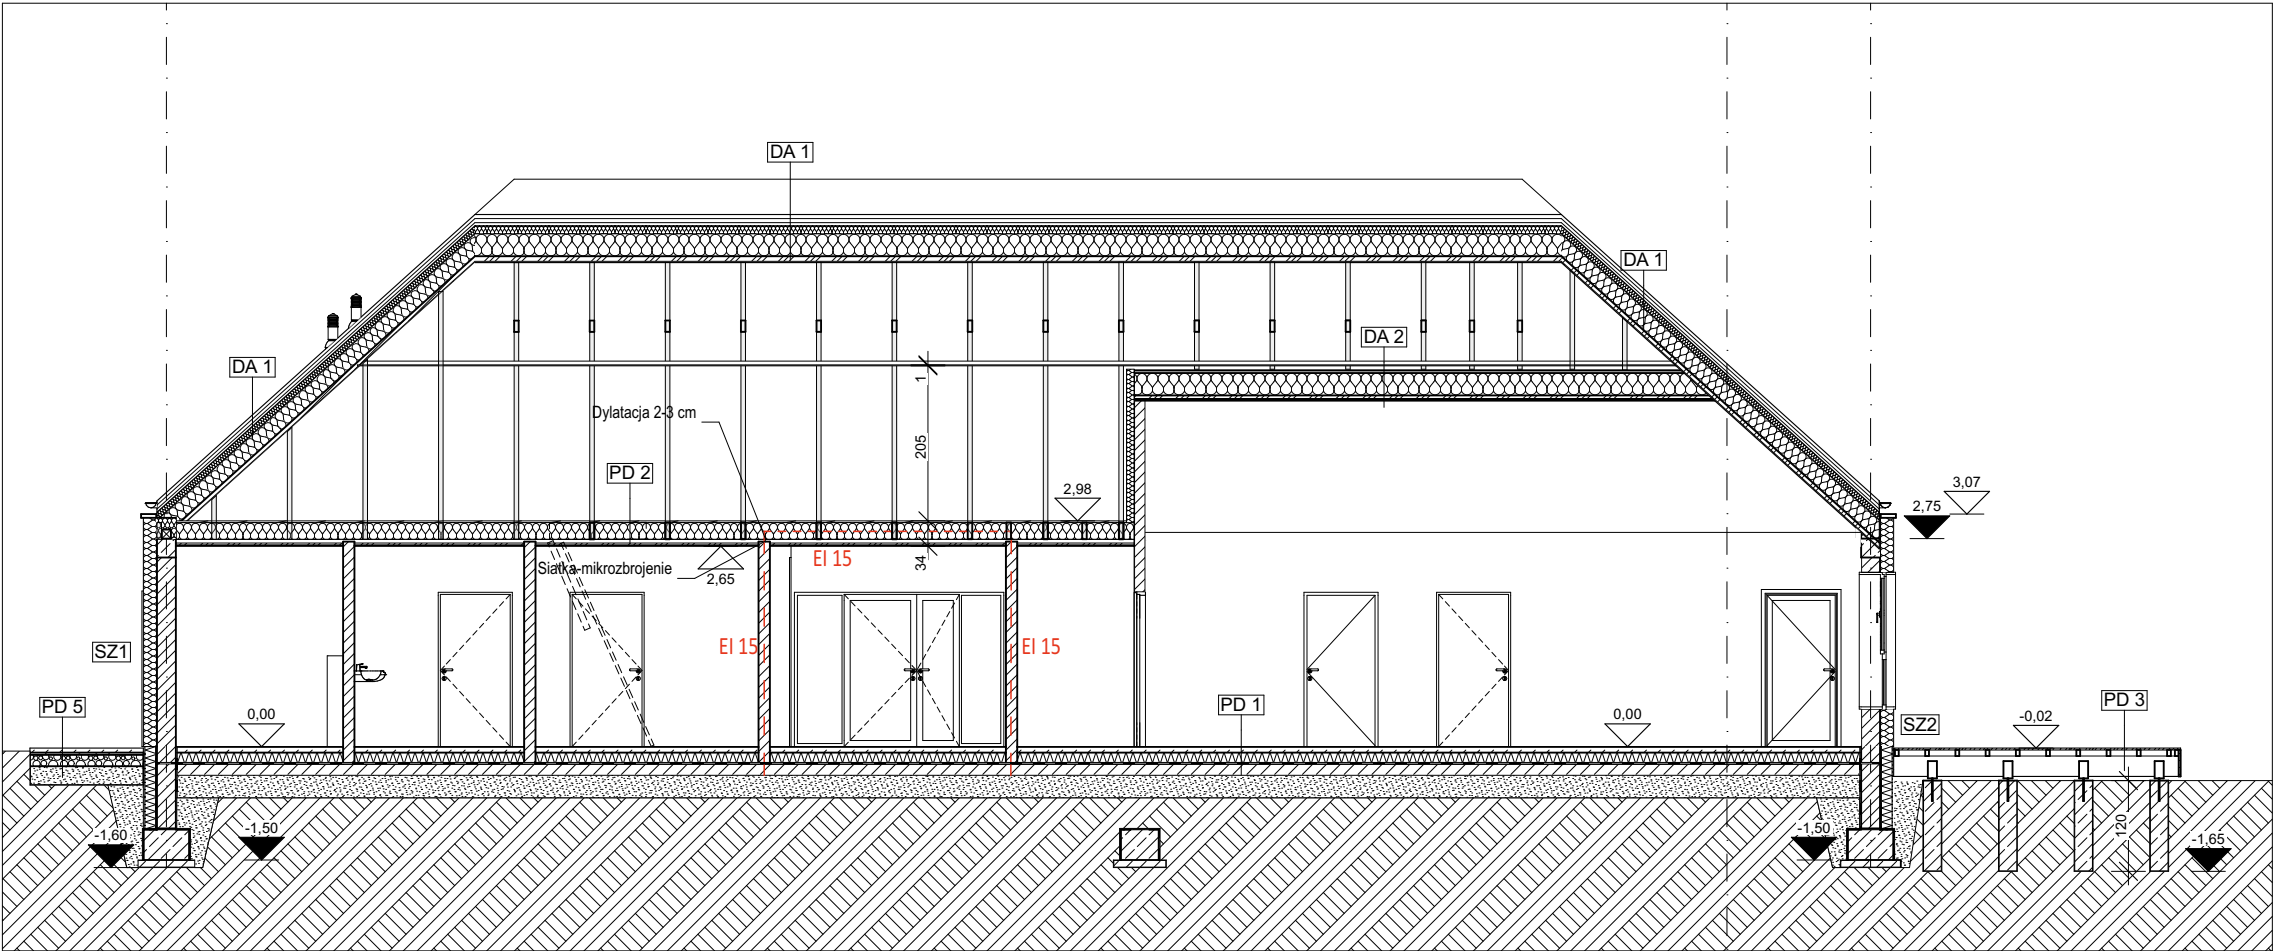 DA 1
DA 1
DA 2
DA 1
1
Dylatacja 2-3 cm
205
PD 2
2,98
3,07
2,75
EI 15
34
Siatka-mikrozbrojenie
2,65
SZ1
EI 15
EI 15
PD 5
0,00
PD 1
0,00
SZ2
-0,02
PD 3
-1,60
-1,50
-1,50
120
-1,65